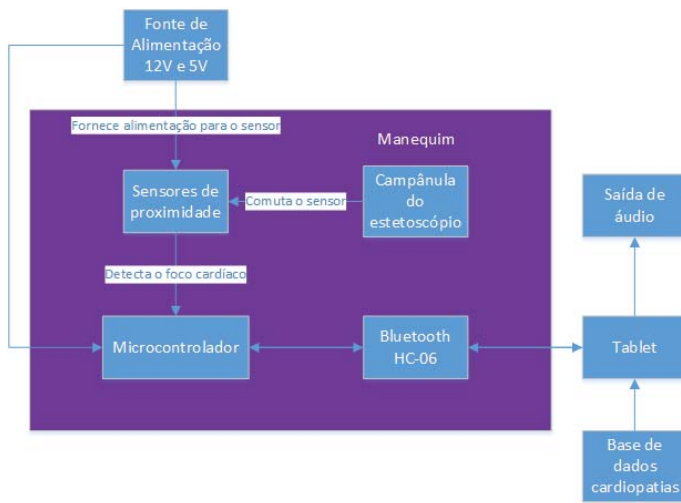 Fonte de
Alimentação
12V e 5V
Fornece alimentação para o sensor
Manequim
Sensores de
proximidade
Comuta o sensor
Campânula
do
estetoscópio
Saída de
áudio
Detecta o foco cardíaco
Microcontrolador
Bluetooth
HC-06
Tablet
Base de
dados
cardiopatias